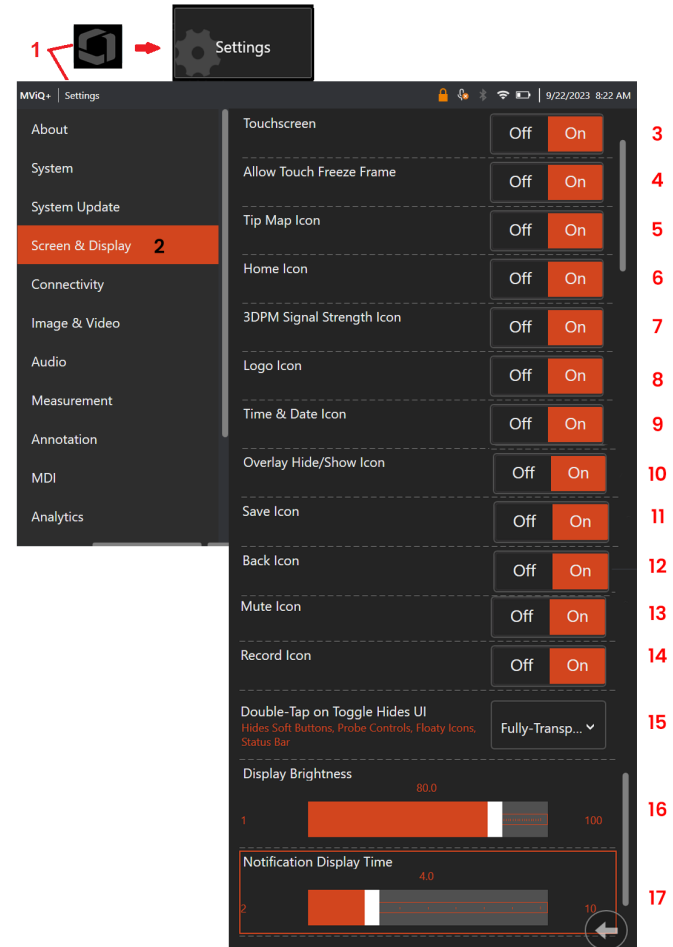 1
Settings
MViQ+ | Settings
9/22/2023 8:22 AM
About
System
System Update
Screen & Display 2
Connectivity
Image & Video
Audio
Measurement
Annotation
MDI
Analytics
Touchscreen Off On 3
Allow Touch Freeze Frame Off On 4
Tip Map Icon Off On 5
Home Icon Off On 6
3DPM Signal Strength Icon Off On 7
Logo Icon Off On 8
Time & Date Icon Off On 9
Overlay Hide/Show Icon Off On 10
Save Icon Off On 11
Back Icon Off On 12
Mute Icon Off On 13
Record Icon Off On 14
Double-Tap on Toggle Hides UI
Hides Soft Buttons, Probe Controls, Floaty Icons,
Status Bar
Fully-Transp... 15
Display Brightness
80.0
1 100 16
Notification Display Time
4.0
2 10 17